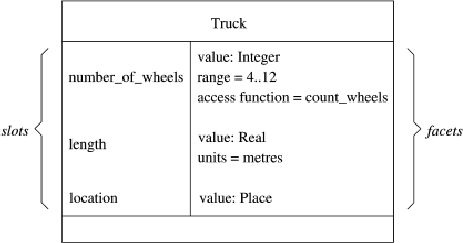 Truck
slots
number_of_wheels
value: Integer
range = 4..12
access function = count_wheels
length
value: Real
units = metres
location
value: Place
facets